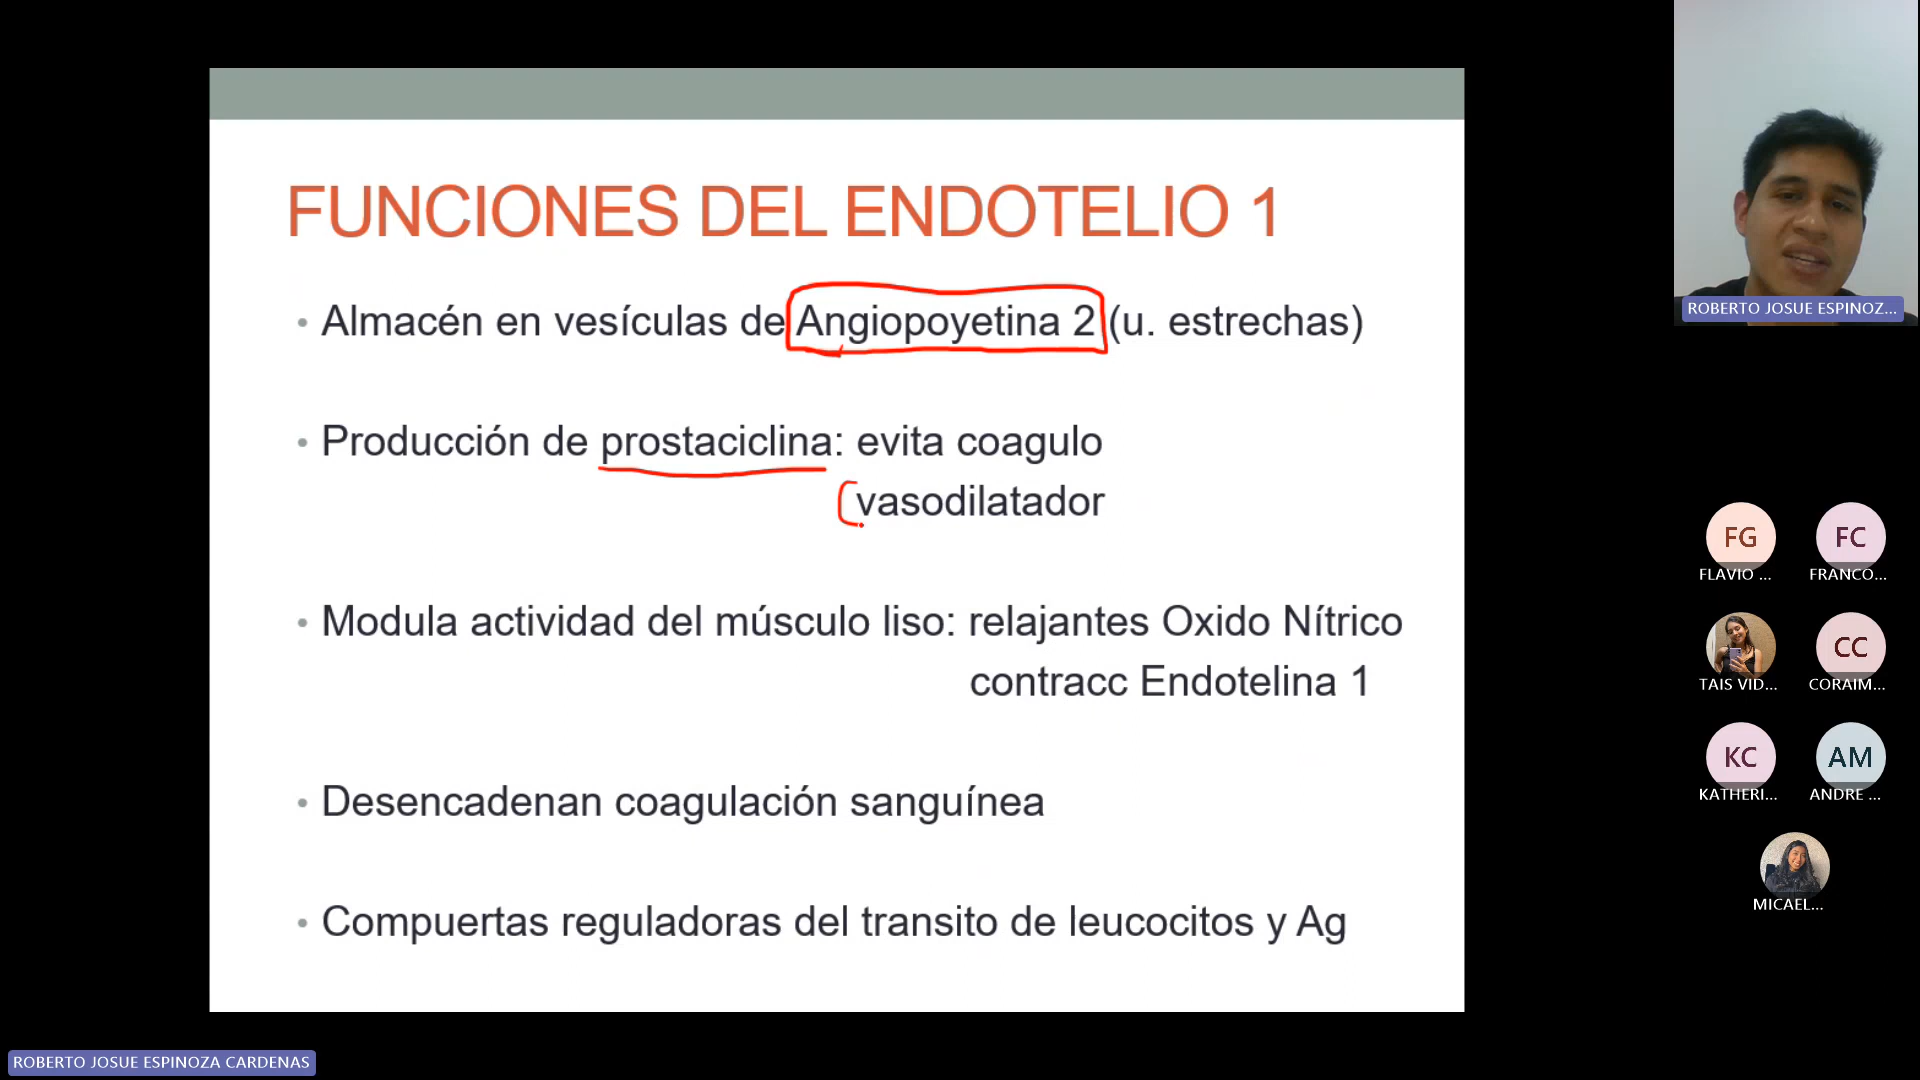 FUNCIONES DEL ENDOTELIO 1
• Almacén en vesículas de Angiopoyetina 2 (u. estrechas)
• Producción de prostaciclina: evita coagulo
vasodilatador
• Modula actividad del músculo liso: relajantes Oxido Nítrico
contracc Endotelina 1
• Desencadenan coagulación sanguínea
• Compuertas reguladoras del transito de leucocitos y Ag
ROBERTO JOSUE ESPINOZ...
FG
FLAVIO ...
FC
FRANCO...
TAIS VID...
CC
CORAIM...
KC
KATHERI...
AM
ANDRE ...
MICAEL...
ROBERTO JOSUE ESPINOZA CARDENAS